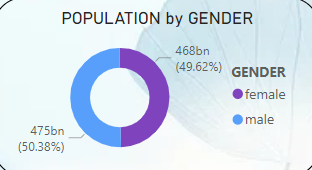 POPULATION by GENDER
468bn
(49.62%)
GENDER
female
male
475bn
(50.38%)